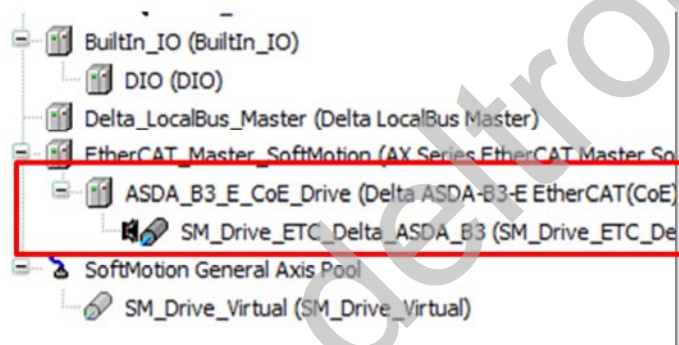 BuiltIn_IO (BuiltIn_IO)
DIO (DIO)
Delta_LocalBus_Master (Delta LocalBus Master)
EtherCAT_Master_SoftMotion (AX Series EtherCAT Master So
ASDA_B3_E_CoE_Drive (Delta ASDA-B3-E EtherCAT(CoE)
SM_Drive_ETC_Delta_ASDA_B3 (SM_Drive_ETC_De
SoftMotion General Axis Pool
SM_Drive_Virtual (SM_Drive_Virtual)
deltro